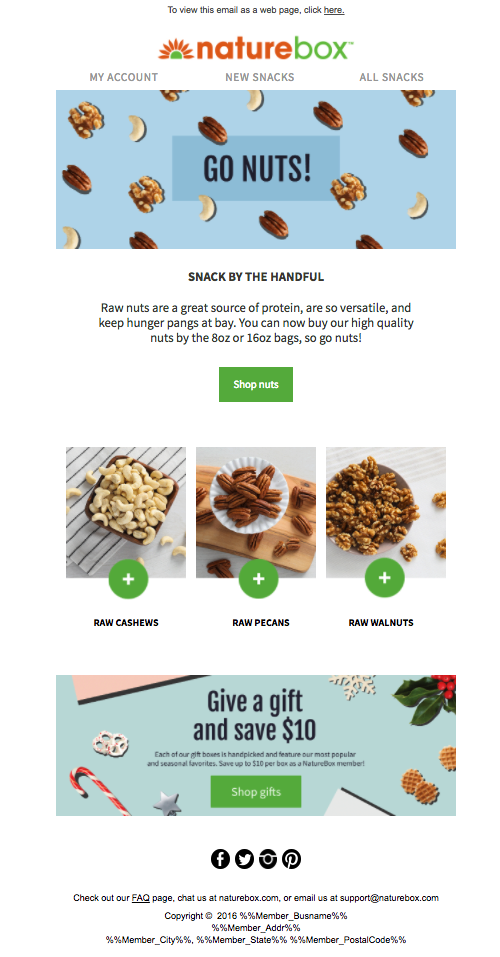 To view this email as a web page, click here.
naturebox™
MY ACCOUNT NEW SNACKS ALL SNACKS
GO NUTS!
SNACK BY THE HANDFUL
Raw nuts are a great source of protein, are so versatile, and
keep hunger pangs at bay. You can now buy our high quality
nuts by the 8oz or 16oz bags, so go nuts!
Shop nuts
RAW CASHEWS RAW PECANS RAW WALNUTS
Give a gift
and save $10
Each of our gift boxes is handpicked and feature our most popular
and seasonal favorites. Save up to $10 per box as a NatureBox member!
Shop gifts
Check out our FAQ page, chat us at naturebox.com, or email us at support@naturebox.com
Copyright © 2016 %%Member_Busname%%
%%Member_Addr%%
%%Member_City%%, %%Member_State%% %%Member_PostalCode%%